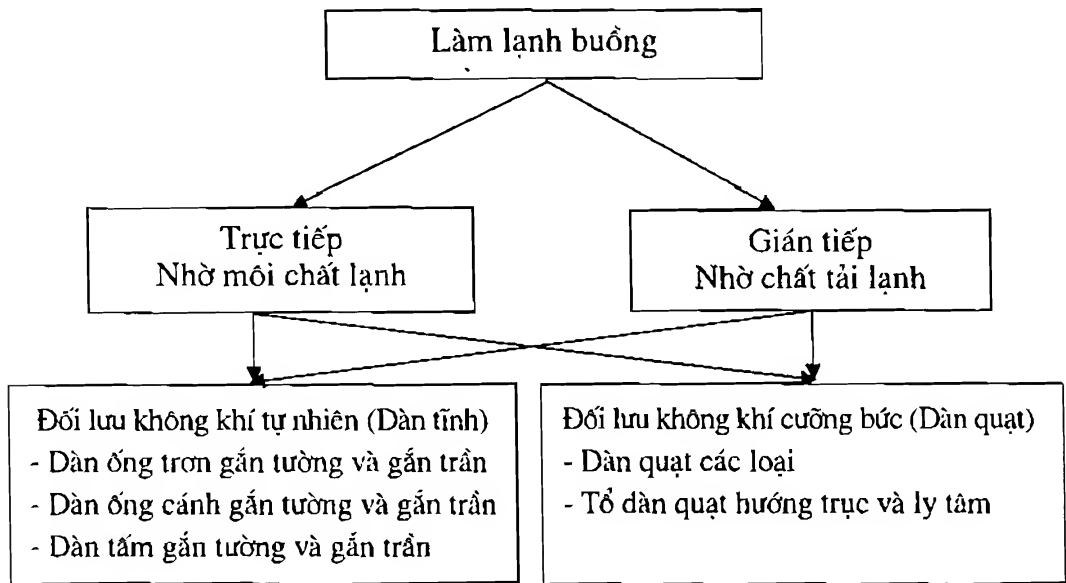 Làm lạnh buồng
Trực tiếp
Nhờ môi chất lạnh
Gián tiếp
Nhờ chất tải lạnh
Đối lưu không khí tự nhiên (Dàn tĩnh)
- Dàn ống trơn gắn tường và gắn trần
- Dàn ống cánh gắn tường và gắn trần
- Dàn tấm gắn tường và gắn trần
Đối lưu không khí cưỡng bức (Dàn quạt)
- Dàn quạt các loại
- Tổ dàn quạt hướng trục và ly tâm